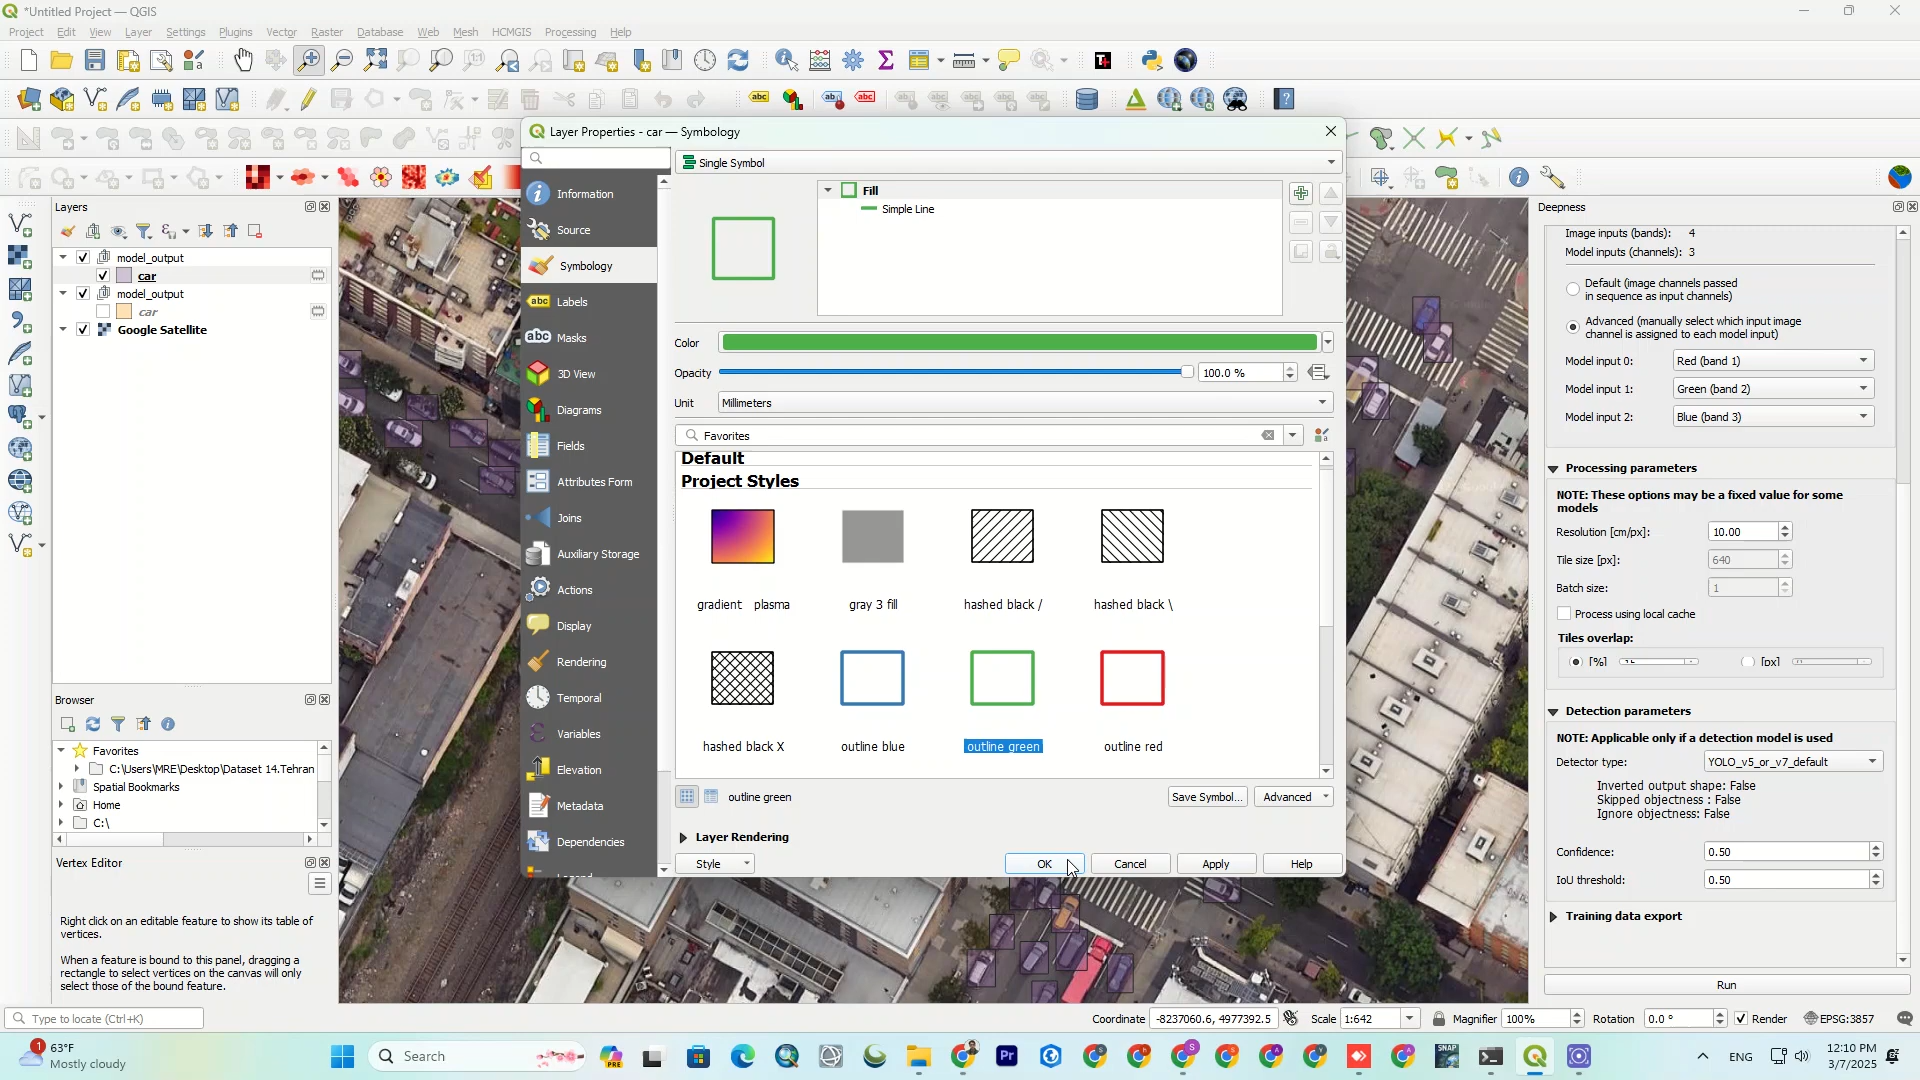 *Untitled Project — QGIS
Project Edit View Layer Settings Plugins Vector Raster Database Web Mesh HCMGIS Processing Help
Layers
model_output
car
model_output
car
Google Satellite
Browser
Favorites
C:\Users\MRE\Desktop\Dataset 14.Tehran
Spatial Bookmarks
Home
C:\
Vertex Editor
Right click on an editable feature to show its table of
vertices.
When a feature is bound to this panel, dragging a
rectangle to select vertices on the canvas will only
select those of the bound feature.
Layer Properties - car — Symbology
Information
Source
Symbology
Labels
Masks
3D View
Diagrams
Fields
Attributes Form
Joins
Auxiliary Storage
Actions
Display
Rendering
Temporal
Variables
Elevation
Metadata
Dependencies
Single Symbol
Fill
Simple Line
Color
Opacity 100.0 %
Unit Millimeters
Favorites
Default
Project Styles
gradient plasma gray 3 fill hashed black / hashed black \
hashed black X outline blue outline green outline red
outline green Save Symbol... Advanced
Layer Rendering
Style OK Cancel Apply Help
Deepness
Image inputs (bands): 4
Model inputs (channels): 3
Default (image channels passed
in sequence as input channels)
Advanced (manually select which input image
channel is assigned to each model input)
Model input 0: Red (band 1)
Model input 1: Green (band 2)
Model input 2: Blue (band 3)
Processing parameters
NOTE: These options may be a fixed value for some
models
Resolution [cm/px]: 10.00
Tile size [px]: 640
Batch size: 1
Process using local cache
Tiles overlap:
[%] [px]
Detection parameters
NOTE: Applicable only if a detection model is used
Detector type: YOLO_v5_or_v7_default
Inverted output shape: False
Skipped objectness : False
Ignore objectness: False
Confidence: 0.50
IoU threshold: 0.50
Training data export
Run
Type to locate (Ctrl+K) Coordinate -8237060.6, 4977392.5 Scale 1:642 Magnifier 100% Rotation 0.0 ° Render EPSG:3857
1
63°F
Mostly cloudy
Search
ENG
12:10 PM
3/7/2025